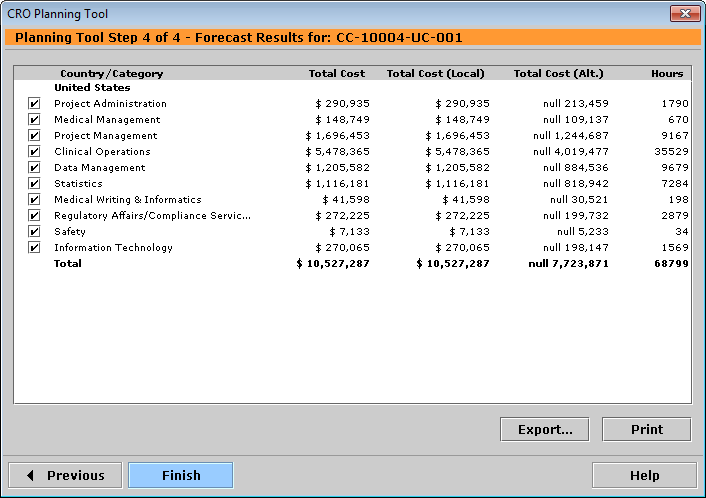 CRO Planning Tool
Planning Tool Step 4 of 4 - Forecast Results for: CC-10004-UC-001
Country/Category Total Cost Total Cost (Local) Total Cost (Alt.) Hours
United States
Project Administration $ 290,935 $ 290,935 null 213,459 1790
Medical Management $ 148,749 $ 148,749 null 109,137 670
Project Management $ 1,696,453 $ 1,696,453 null 1,244,687 9167
Clinical Operations $ 5,478,365 $ 5,478,365 null 4,019,477 35529
Data Management $ 1,205,582 $ 1,205,582 null 884,536 9679
Statistics $ 1,116,181 $ 1,116,181 null 818,942 7284
Medical Writing & Informatics $ 41,598 $ 41,598 null 30,521 198
Regulatory Affairs/Compliance Servic... $ 272,225 $ 272,225 null 199,732 2879
Safety $ 7,133 $ 7,133 null 5,233 34
Information Technology $ 270,065 $ 270,065 null 198,147 1569
Total $ 10,527,287 $ 10,527,287 null 7,723,871 68799
Export... Print
Previous Finish Help